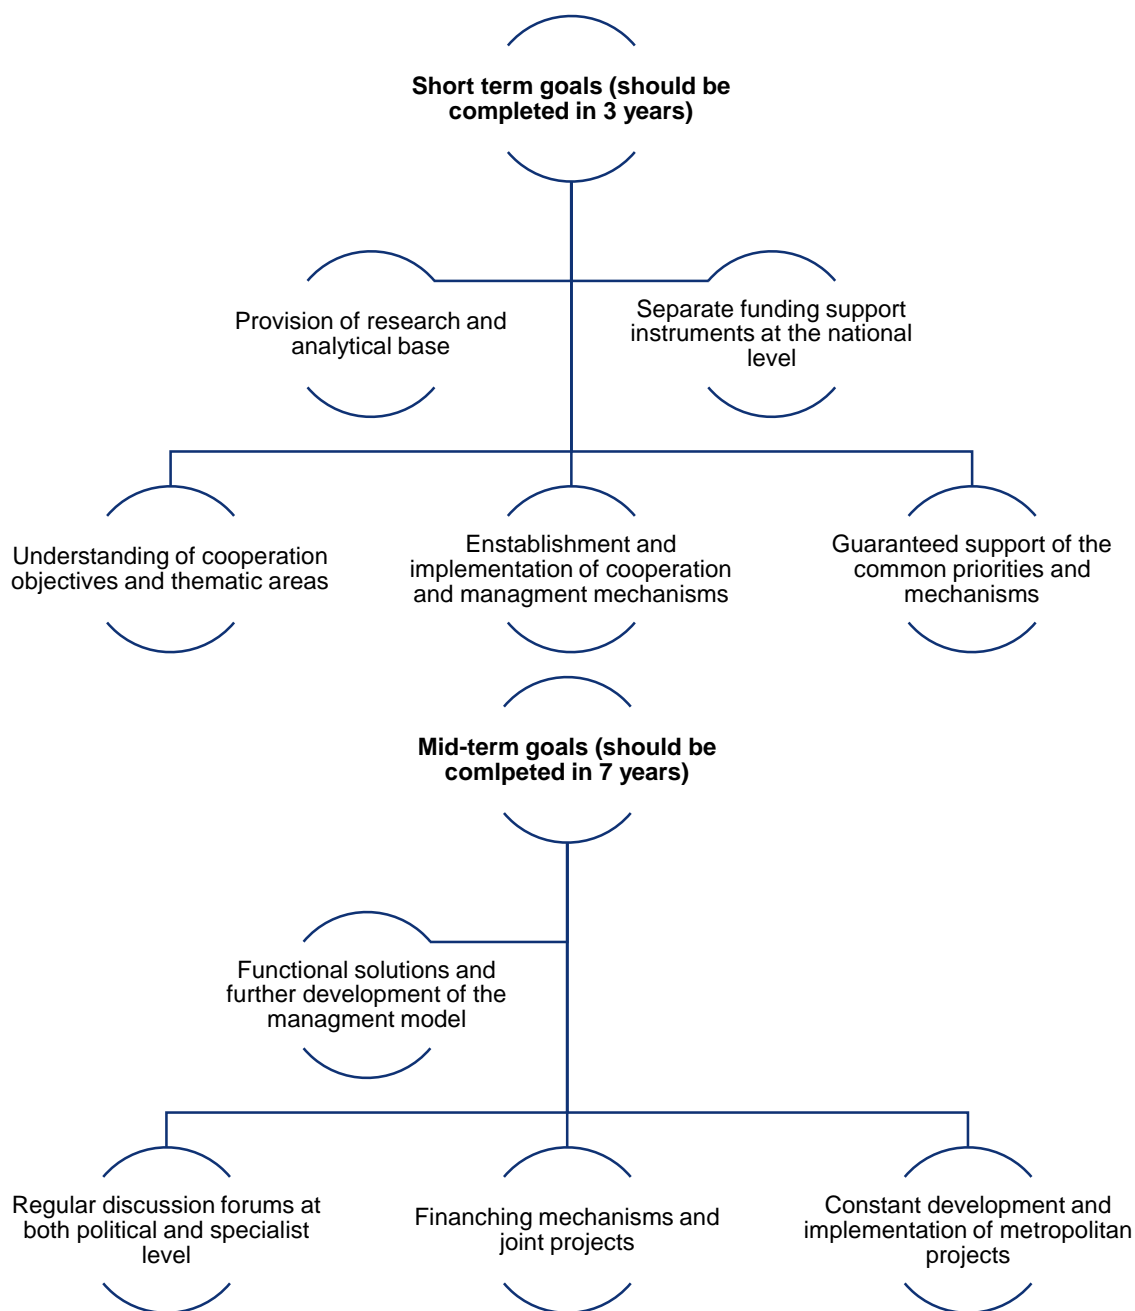 Short term goals (should be
completed in 3 years)
Provision of research and
analytical base
Separate funding support
instruments at the national
level
Understanding of cooperation
objectives and thematic areas
Enstablishment and
implementation of cooperation
and managment mechanisms
Guaranteed support of the
common priorities and
mechanisms
Mid-term goals (should be
comlpeted in 7 years)
Functional solutions and
further development of the
managment model
Regular discussion forums at
both political and specialist
level
Finanching mechanisms and
joint projects
Constant development and
implementation of metropolitan
projects